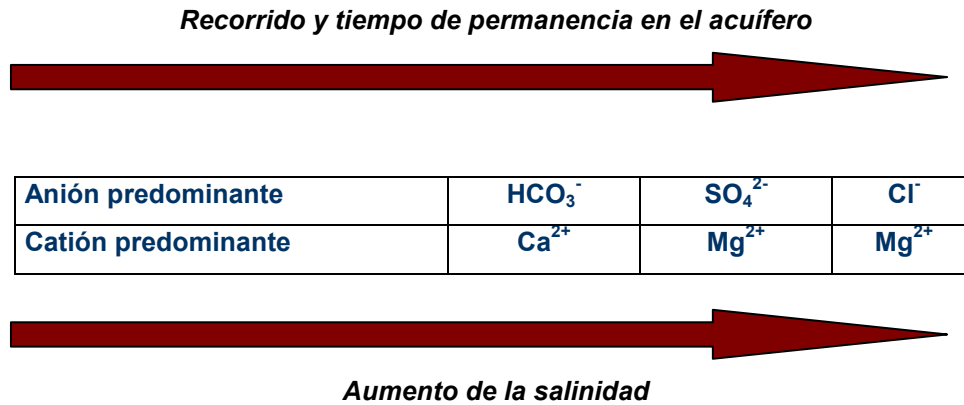 Recorrido y tiempo de permanencia en el acuífero
Anión predominante HCO₃⁻ SO₄²⁻ Cl⁻
Catión predominante Ca²⁺ Mg²⁺ Mg²⁺
Aumento de la salinidad